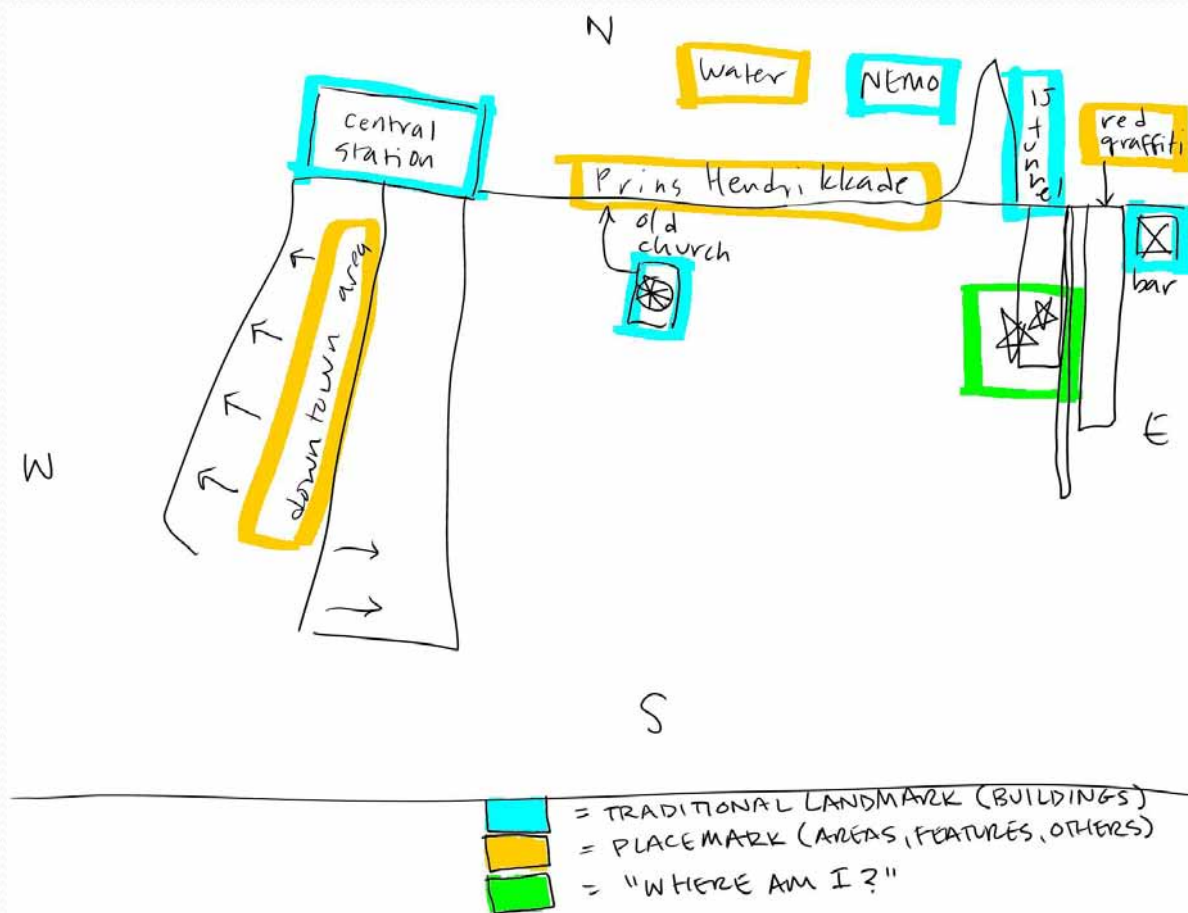 N
Water
NEMO
IJ tunnel
red
graffiti
central
station
Prins Hendrikkade
old
church
bar
downtown area
W
E
S
= TRADITIONAL LANDMARK (BUILDINGS)
= PLACEMARK (AREAS, FEATURES, OTHERS)
= "WHERE AM I?"